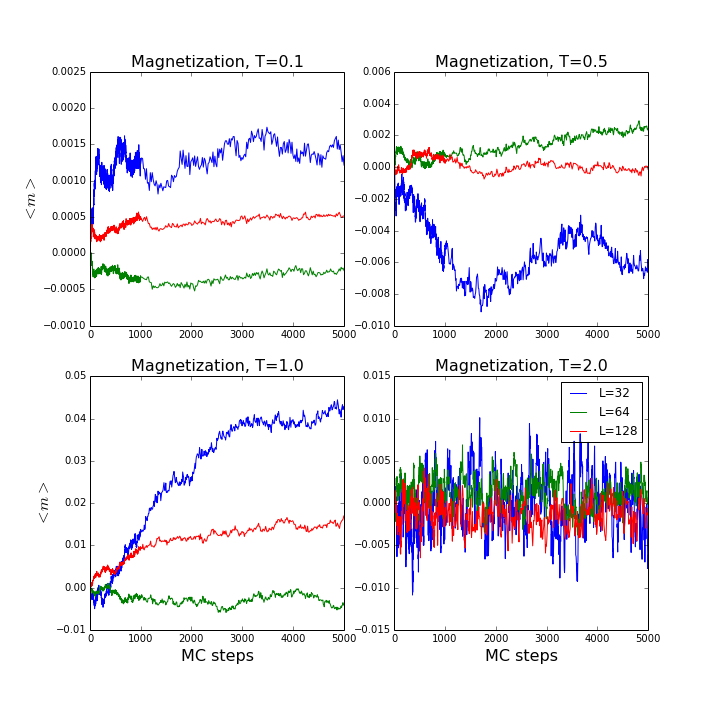 Magnetization, T=0.1
0.0025
0.0020
0.0015
0.0010
0.0005
0.0000
−0.0005
−0.0010
<m>
0 1000 2000 3000 4000 5000
Magnetization, T=0.5
0.006
0.004
0.002
0.000
−0.002
−0.004
−0.006
−0.008
−0.010
0 1000 2000 3000 4000 5000
Magnetization, T=1.0
0.05
0.04
0.03
0.02
0.01
0.00
−0.01
<m>
0 1000 2000 3000 4000 5000
MC steps
Magnetization, T=2.0
L=32
L=64
L=128
0.015
0.010
0.005
0.000
−0.005
−0.010
−0.015
0 1000 2000 3000 4000 5000
MC steps